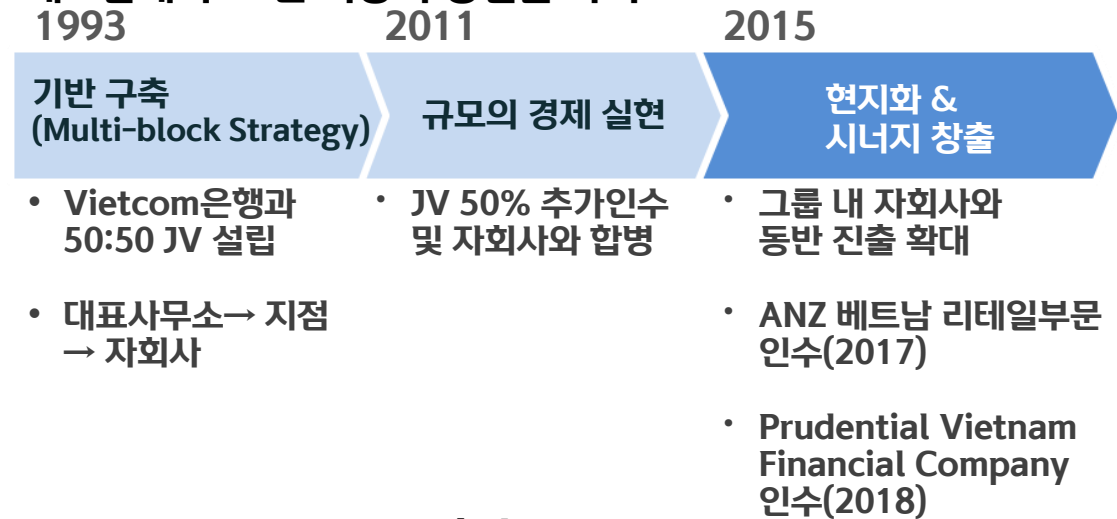 1993
2011
2015
기반 구축
(Multi-block Strategy)
규모의 경제 실현
현지화 &
시너지 창출
• Vietcom은행과
50:50 JV 설립
• 대표사무소→ 지점
→ 자회사
• JV 50% 추가인수
및 자회사와 합병
• 그룹 내 자회사와
동반 진출 확대
• ANZ 베트남 리테일부문
인수(2017)
• Prudential Vietnam
Financial Company
인수(2018)